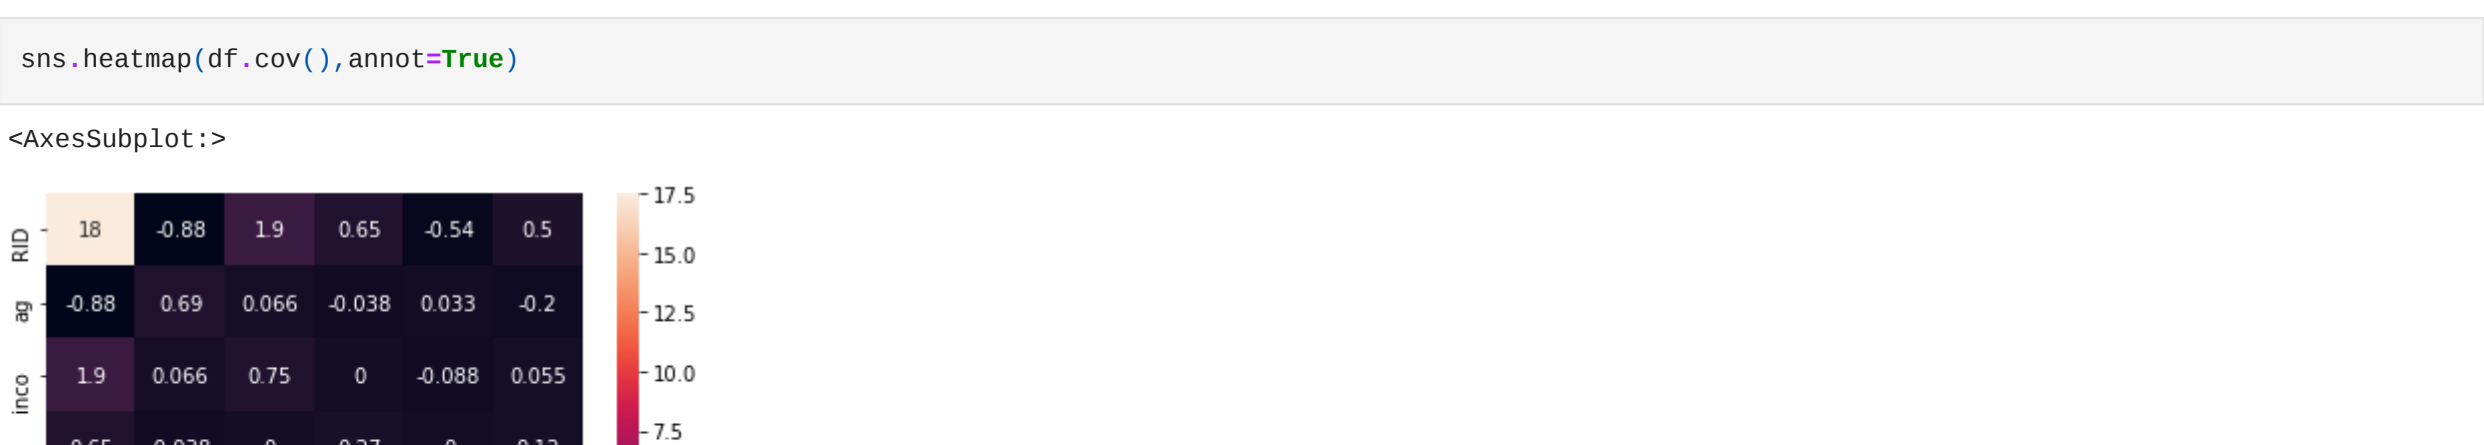 sns.heatmap(df.cov(),annot=True)
<AxesSubplot:>
17.5
RID 18 -0.88 1.9 0.65 -0.54 0.5
15.0
ag -0.88 0.69 0.066 -0.038 0.033 -0.2
12.5
inco 1.9 0.066 0.75 0 -0.088 0.055
10.0
7.5